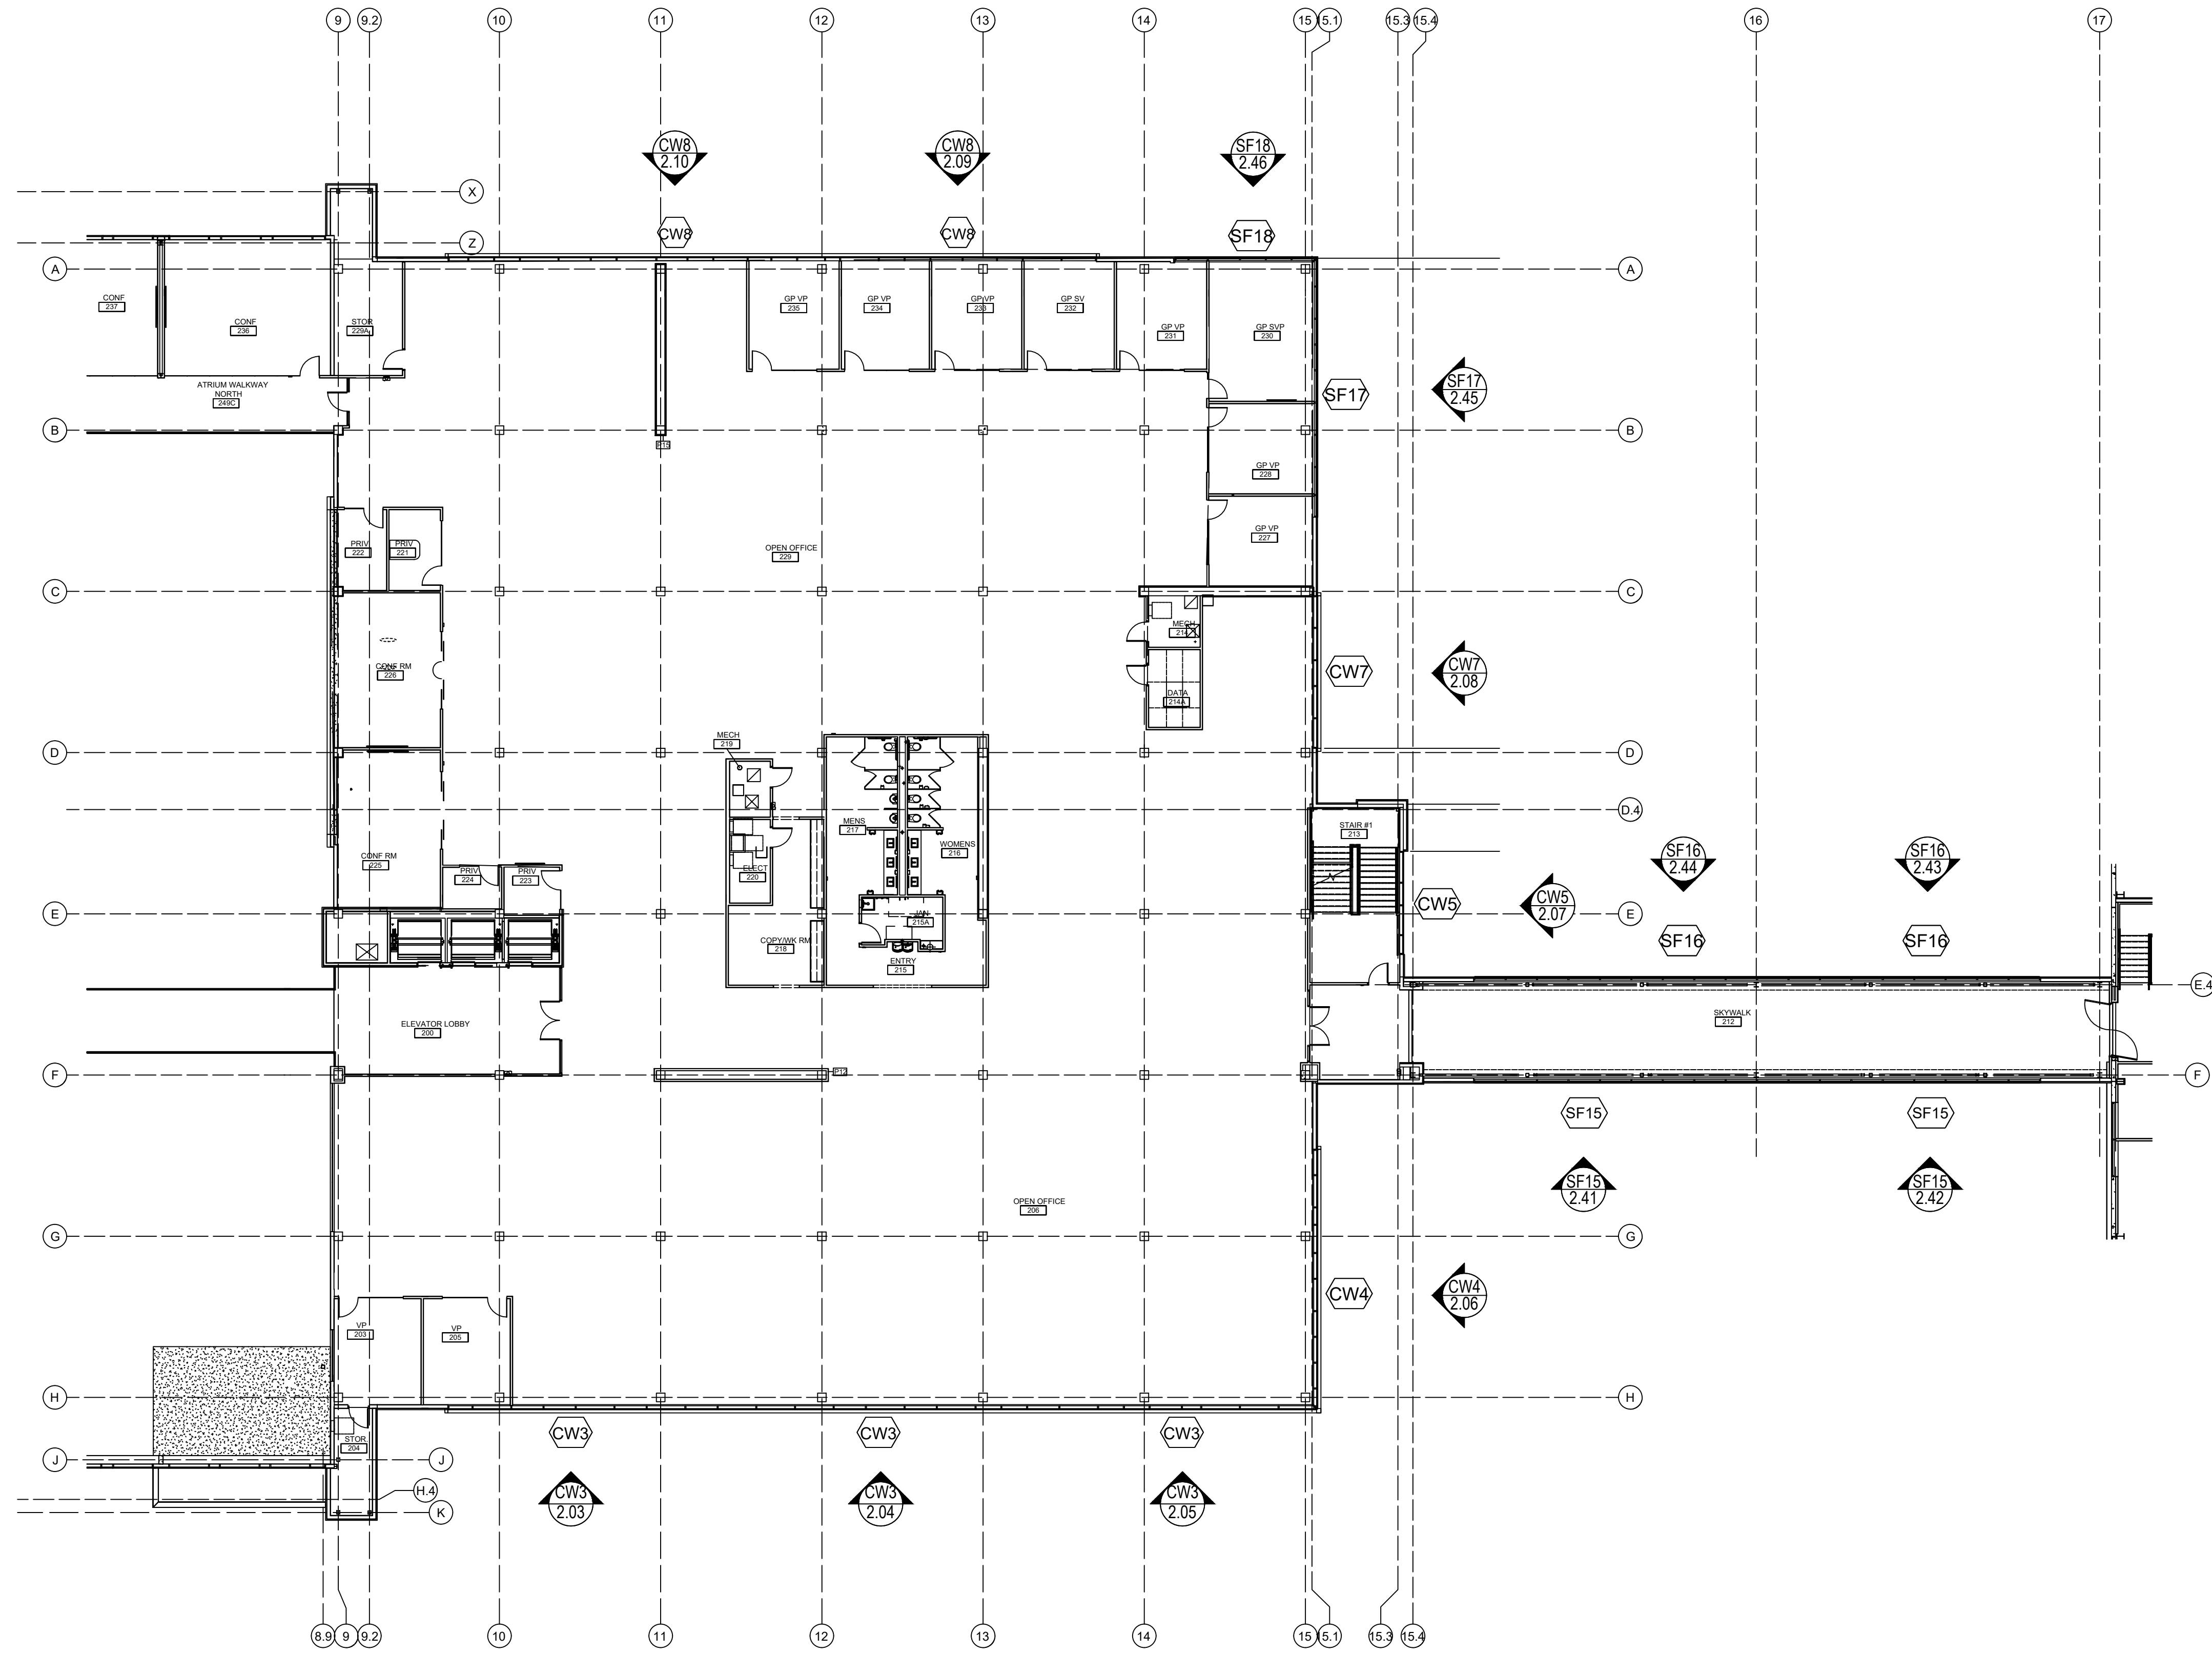 9
9.2
10
11
12
13
14
15
15.1
15.3
15.4
16
17
CW8
2.10
CW8
2.09
SF18
2.46
X
CW8
CW8
SF18
Z
A
A
CONF
237
CONF
236
STOR
229A
GP VP
235
GP VP
234
GP VP
233
GP SV
232
GP VP
231
GP SVP
230
ATRIUM WALKWAY
NORTH
249C
SF17
SF17
2.45
B
B
P15
GP VP
228
GP VP
227
PRIV
222
PRIV
221
OPEN OFFICE
229
C
C
MECH
214
CONF RM
226
CW7
CW7
2.08
DATA
214A
D
D
MECH
219
D.4
MENS
217
WOMENS
216
STAIR #1
213
SF16
2.44
SF16
2.43
CONF RM
225
PRIV
224
PRIV
223
ELECT
220
CW5
CW5
2.07
E
E
JAN
215A
COPY/WK RM
218
ENTRY
215
SF16
SF16
E.4
ELEVATOR LOBBY
200
SKYWALK
212
F
P12
F
SF15
SF15
SF15
2.41
SF15
2.42
OPEN OFFICE
206
G
G
CW4
CW4
2.06
VP
203
VP
205
H
H
CW3
CW3
CW3
STOR
204
J
J
H.4
K
CW3
2.03
CW3
2.04
CW3
2.05
8.9
9
9.2
10
11
12
13
14
15
15.1
15.3
15.4